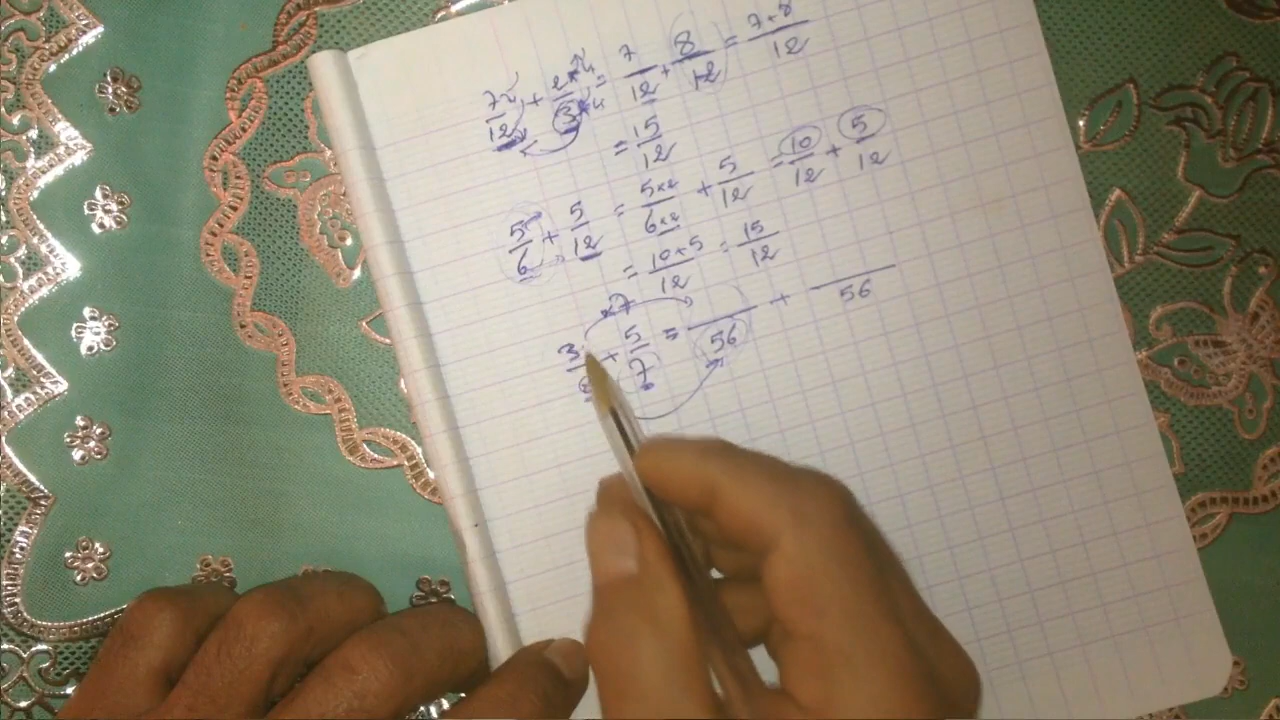 7/12 + 2×4/3×4 = 7/12 + 8/12 = 7+8/12
= 15/12
5/6 + 5/12 = 5×2/6×2 + 5/12 = 10/12 + 5/12
= 10+5/12 = 15/12
×7
3/ + 5/7 = /56 + /56